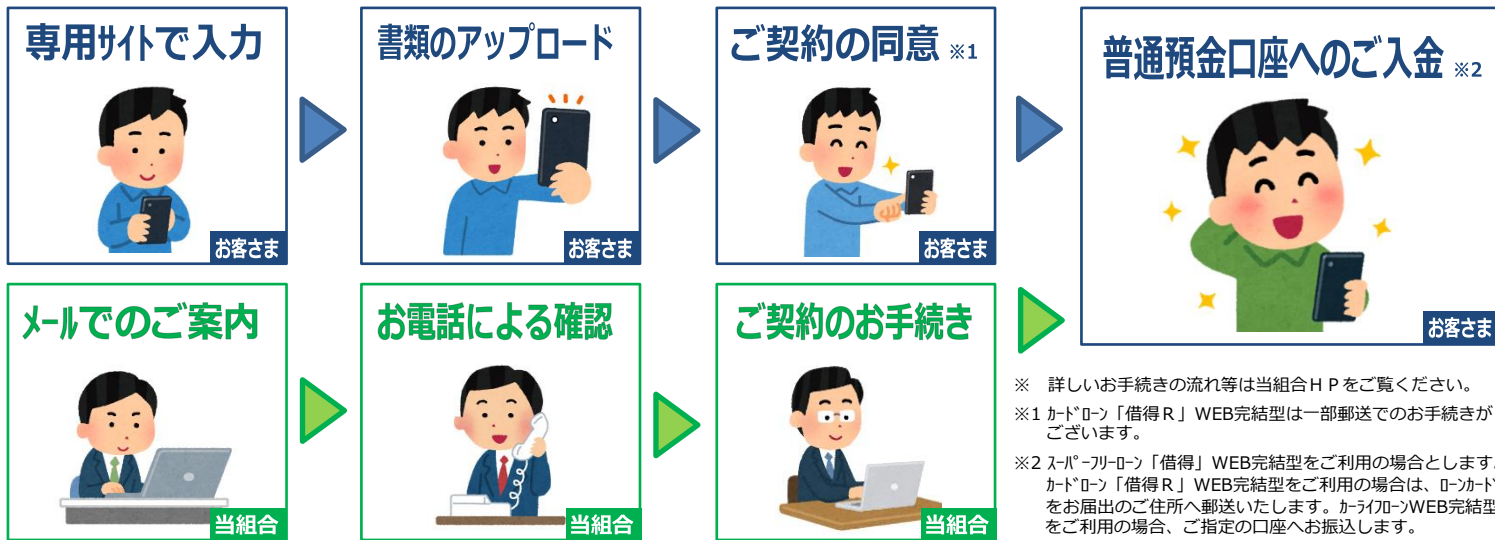 専用ｻｲﾄで入力
お客さま
書類のアップロード
お客さま
ご契約の同意 ※1
お客さま
普通預金口座へのご入金 ※2
お客さま
ﾒｰﾙでのご案内
当組合
お電話による確認
当組合
ご契約のお手続き
当組合
※　詳しいお手続きの流れ等は当組合ＨＰをご覧ください。
※1 ｶｰﾄﾞﾛｰﾝ「借得Ｒ」WEB完結型は一部郵送でのお手続きが
ございます。
※2 ｽｰﾊﾟｰﾌﾘｰﾛｰﾝ「借得」WEB完結型をご利用の場合とします。
ｶｰﾄﾞﾛｰﾝ「借得Ｒ」WEB完結型をご利用の場合は、ﾛｰﾝｶｰﾄﾞ
をお届出のご住所へ郵送いたします。ｶｰﾗｲﾌﾛｰﾝWEB完結型
をご利用の場合、ご指定の口座へお振込します。